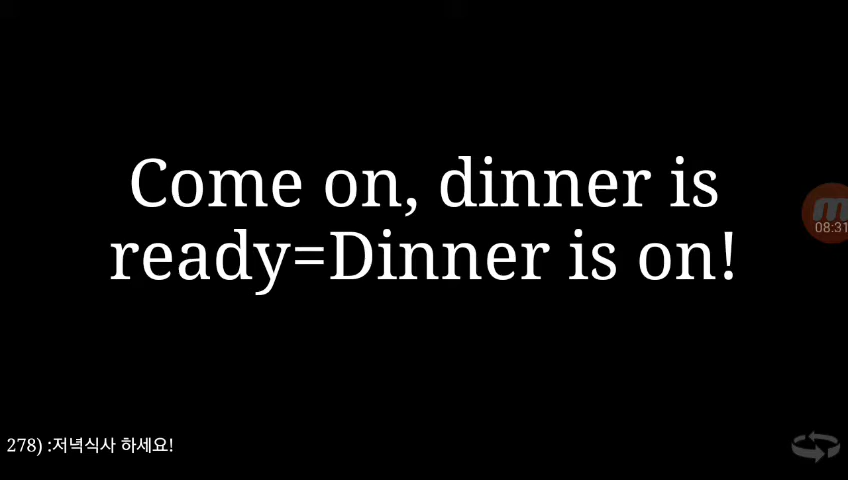 Come on, dinner is
ready=Dinner is on!
08:31
278) :저녁식사 하세요!